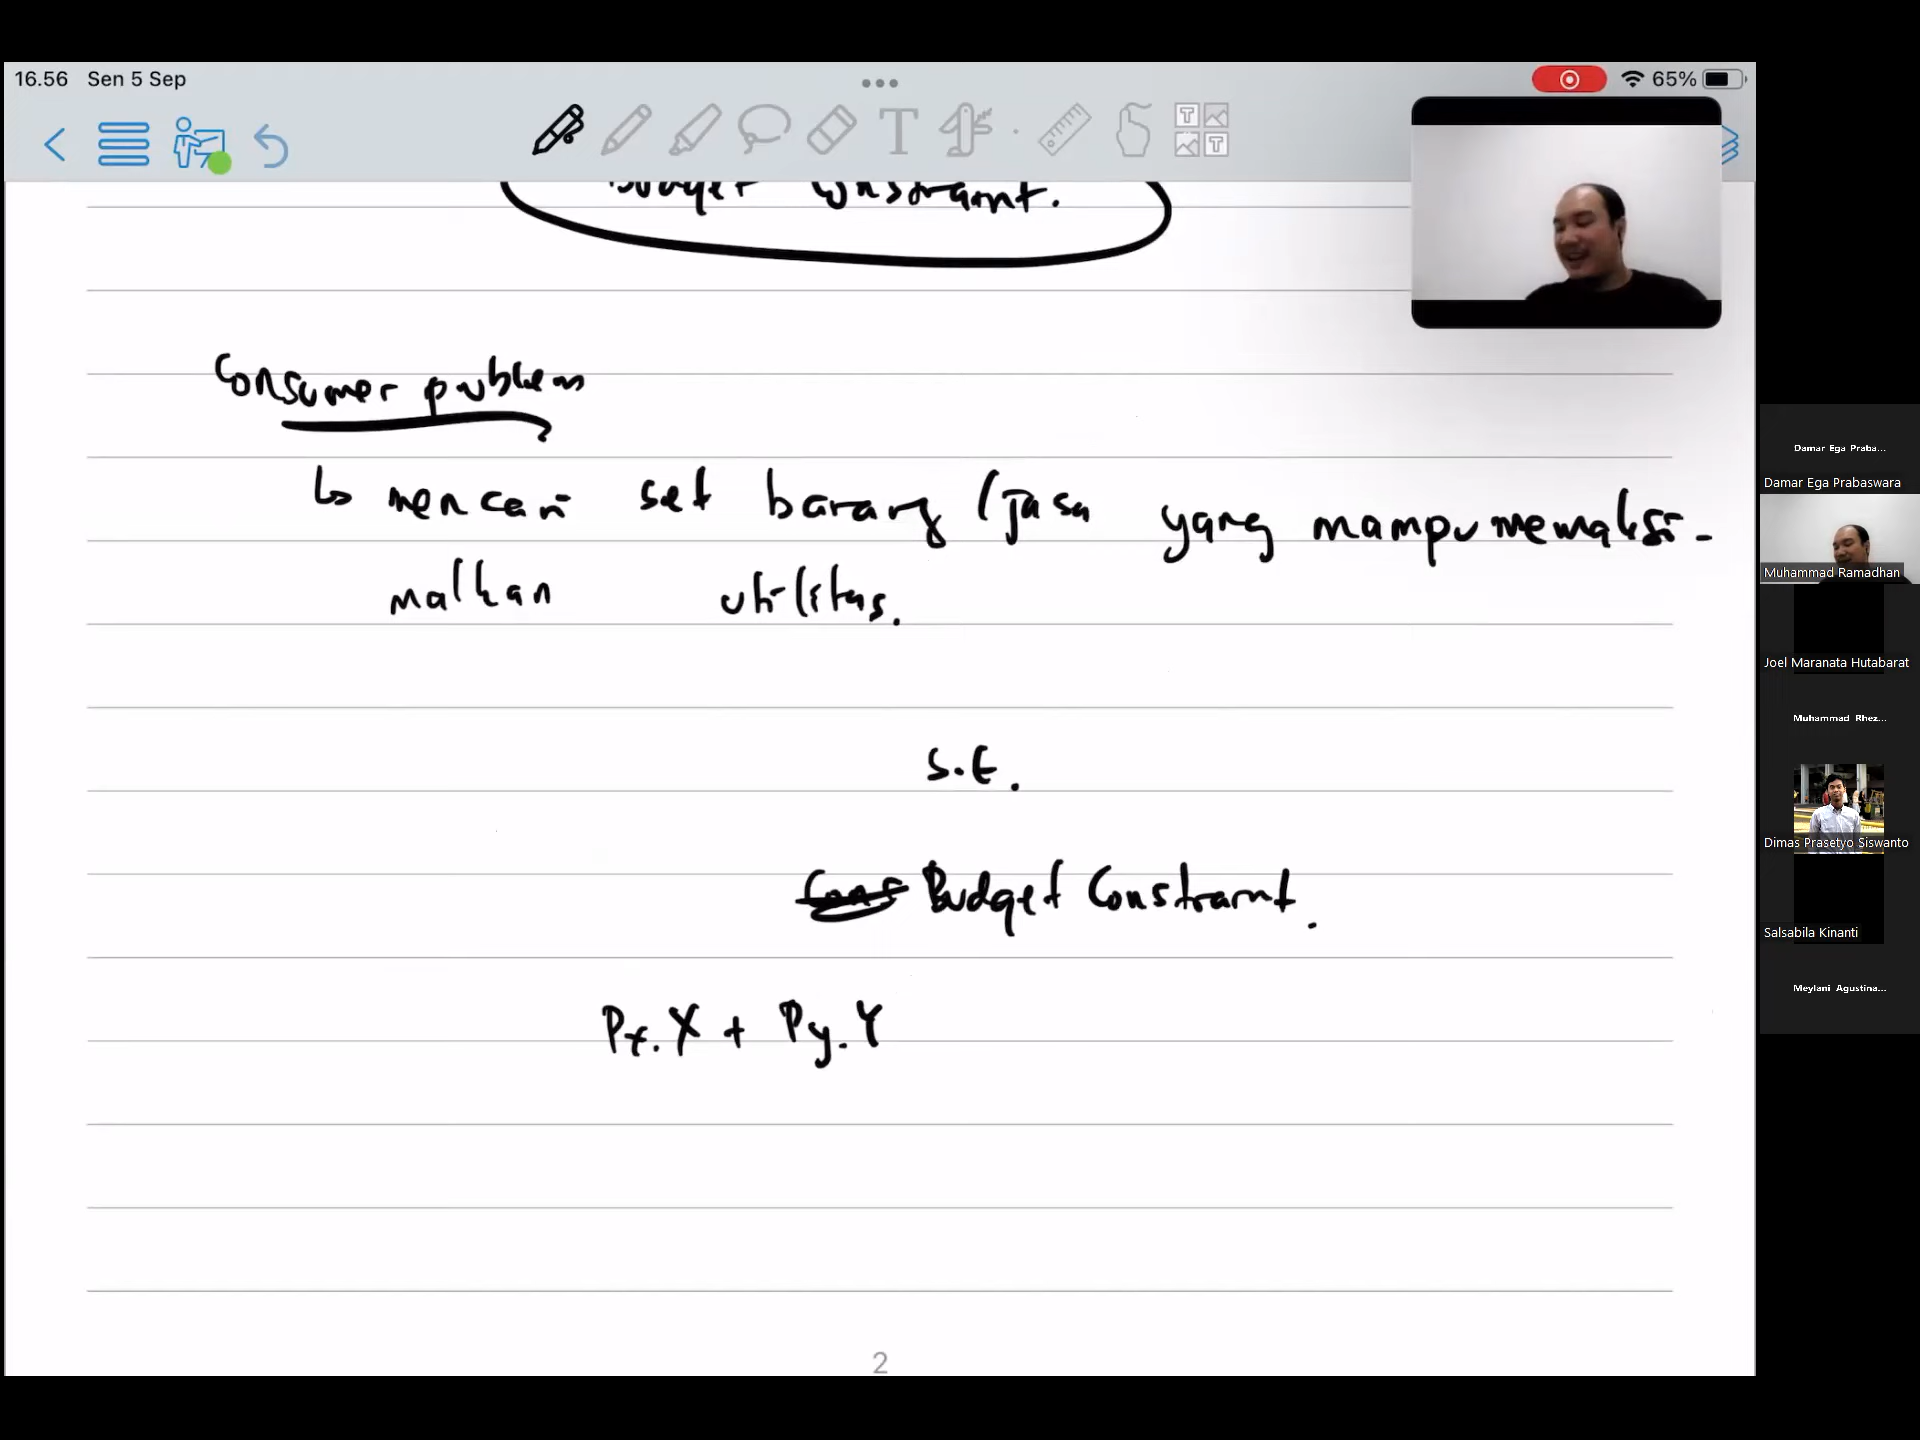 16.56 Sen 5 Sep
65%
T
T
T
Budget Constraint.
Consumer problem
↳ mencari set barang/jasa yang mampu memaksi-
malkan utilitas.
s.t.
Cons Budget Constraint.
Px.X + Py.Y
2
Damar Ega Praba...
Damar Ega Prabaswara
Muhammad Ramadhan
Joel Maranata Hutabarat
Muhammad Rhez...
Dimas Prasetyo Siswanto
Salsabila Kinanti
Meylani Agustina...